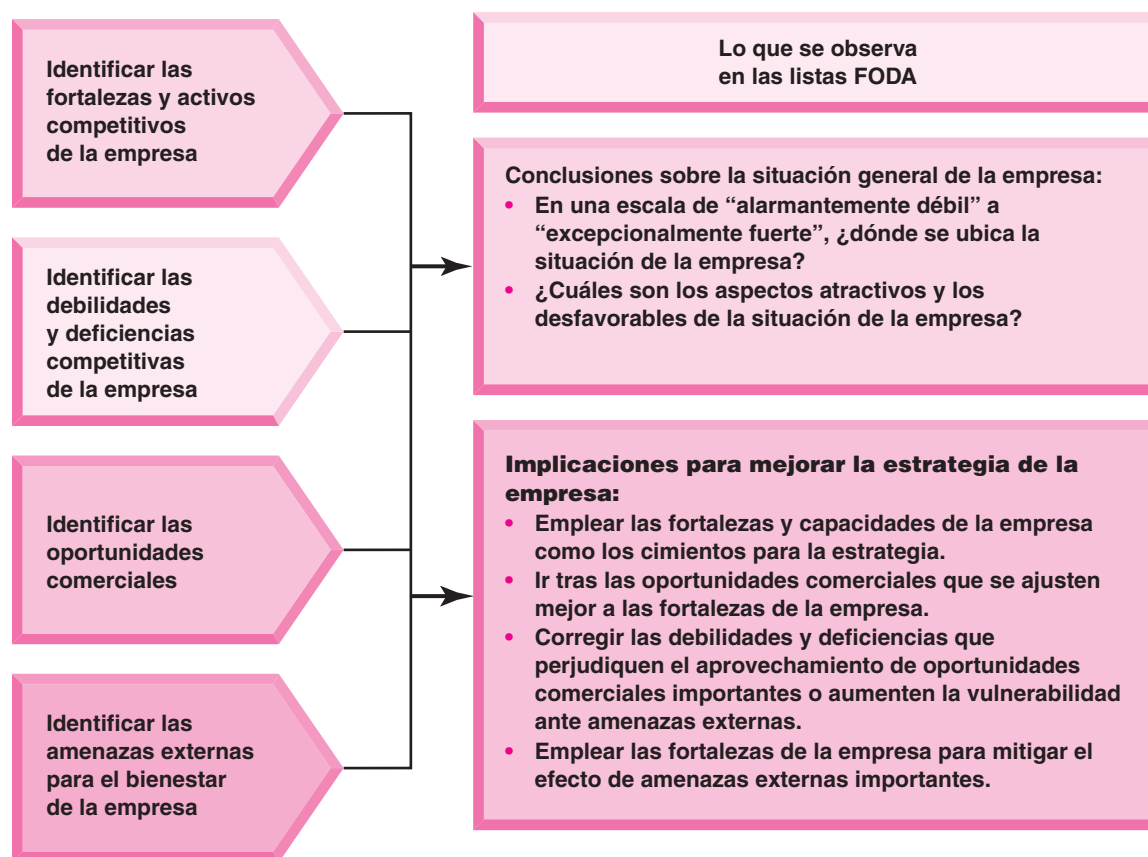 Identificar las
fortalezas y activos
competitivos
de la empresa
Identificar las
debilidades
y deficiencias
competitivas
de la empresa
Identificar las
oportunidades
comerciales
Identificar las
amenazas externas
para el bienestar
de la empresa
Lo que se observa
en las listas FODA
Conclusiones sobre la situación general de la empresa:
• En una escala de “alarmantemente débil” a
“excepcionalmente fuerte”, ¿dónde se ubica la
situación de la empresa?
• ¿Cuáles son los aspectos atractivos y los
desfavorables de la situación de la empresa?
Implicaciones para mejorar la estrategia de la
empresa:
• Emplear las fortalezas y capacidades de la empresa
como los cimientos para la estrategia.
• Ir tras las oportunidades comerciales que se ajusten
mejor a las fortalezas de la empresa.
• Corregir las debilidades y deficiencias que
perjudiquen el aprovechamiento de oportunidades
comerciales importantes o aumenten la vulnerabilidad
ante amenazas externas.
• Emplear las fortalezas de la empresa para mitigar el
efecto de amenazas externas importantes.